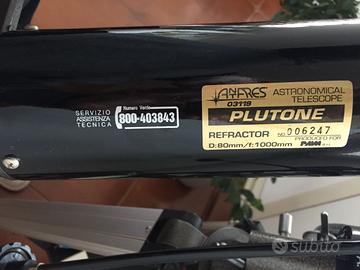 Numero Verde
SERVIZIO
ASSISTENZA
TECNICA
800-403843
ANTARES
03119
ASTRONOMICAL
TELESCOPE
PLUTONE
REFRACTOR
NO. 006247
D:80mm/f:1000mm
PRODUCED FOR
subito